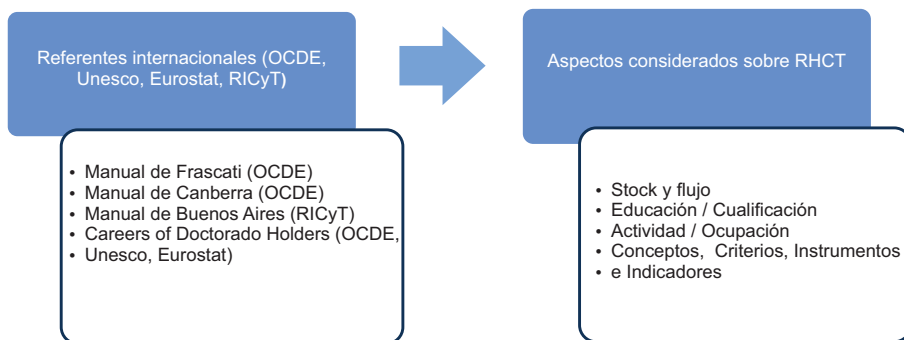 Referentes internacionales (OCDE,
Unesco, Eurostat, RICyT)
• Manual de Frascati (OCDE)
• Manual de Canberra (OCDE)
• Manual de Buenos Aires (RICyT)
• Careers of Doctorado Holders (OCDE,
• Unesco, Eurostat)
Aspectos considerados sobre RHCT
• Stock y flujo
• Educación / Cualificación
• Actividad / Ocupación
• Conceptos, Criterios, Instrumentos
• e Indicadores